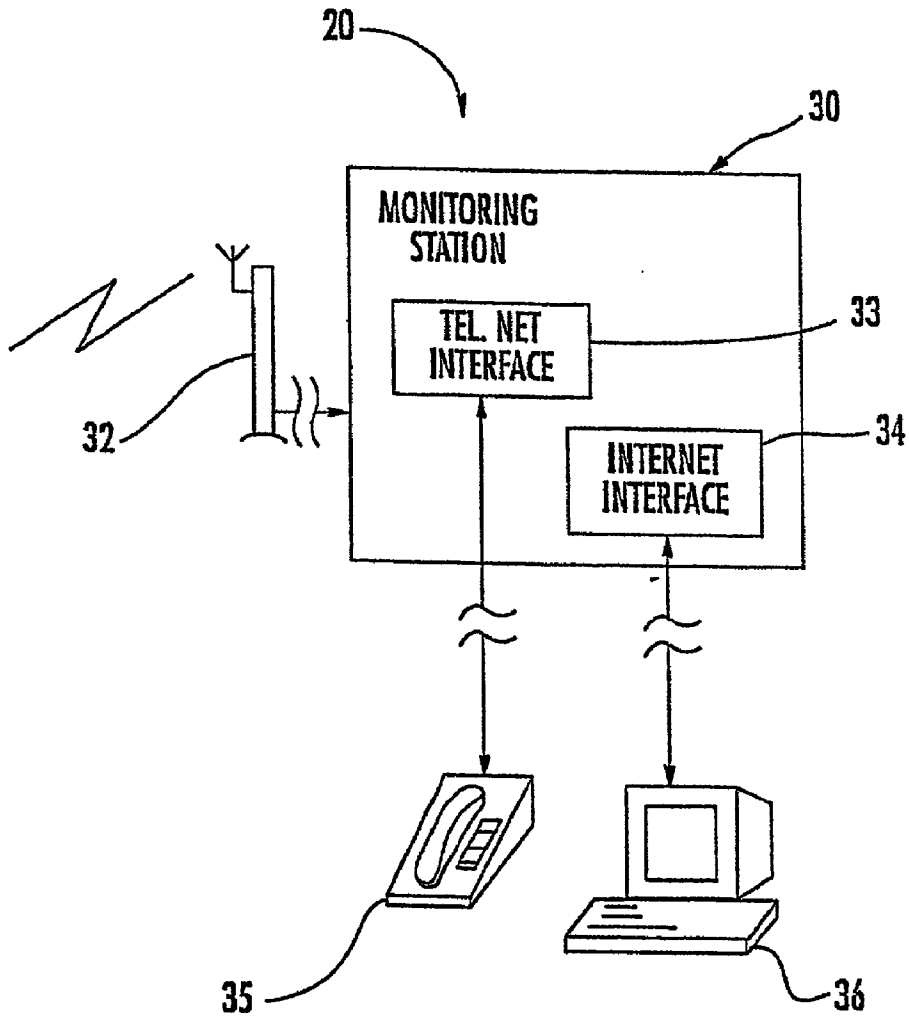 20
30
MONITORING
STATION
TEL. NET
INTERFACE
33
32
34
INTERNET
INTERFACE
35
36